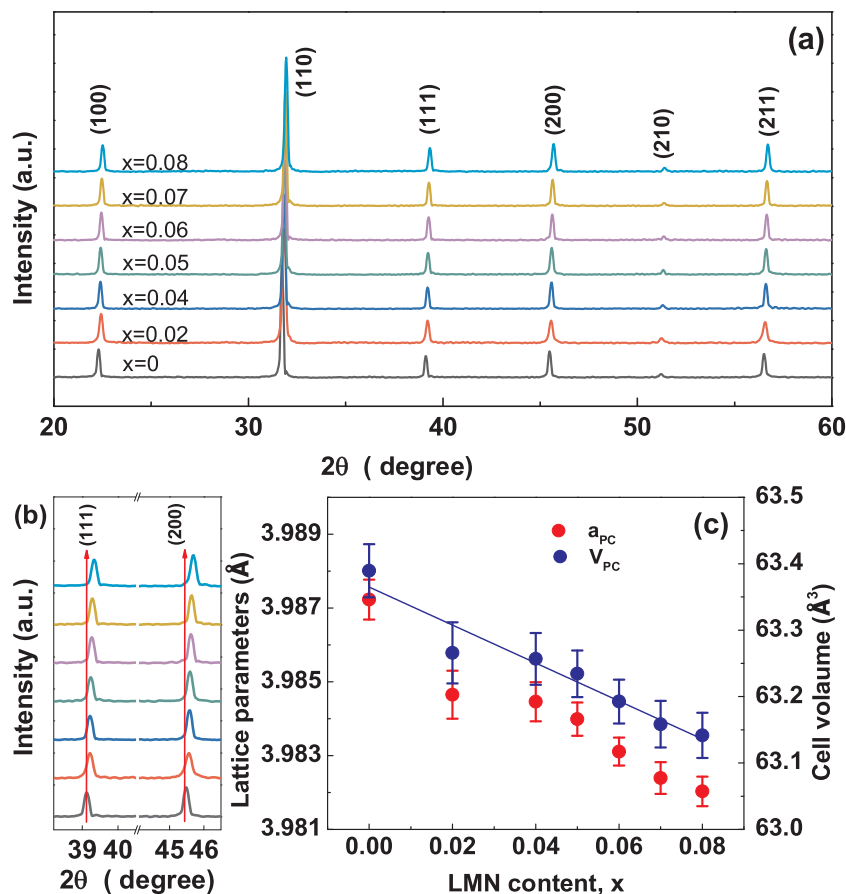 (a)
(100)
(110)
(111)
(200)
(210)
(211)
x=0.08
x=0.07
x=0.06
x=0.05
x=0.04
x=0.02
x=0
Intensity (a.u.)
20 30 40 50 60
2θ ( degree)
(b)
(111)
(200)
Intensity (a.u.)
39 40 45 46
2θ ( degree)
(c)
a_PC
V_PC
Lattice parameters (Å)
3.989
3.987
3.985
3.983
3.981
63.5
63.4
63.3
63.2
63.1
63.0
Cell volaume (Å³)
0.00 0.02 0.04 0.06 0.08
LMN content, x